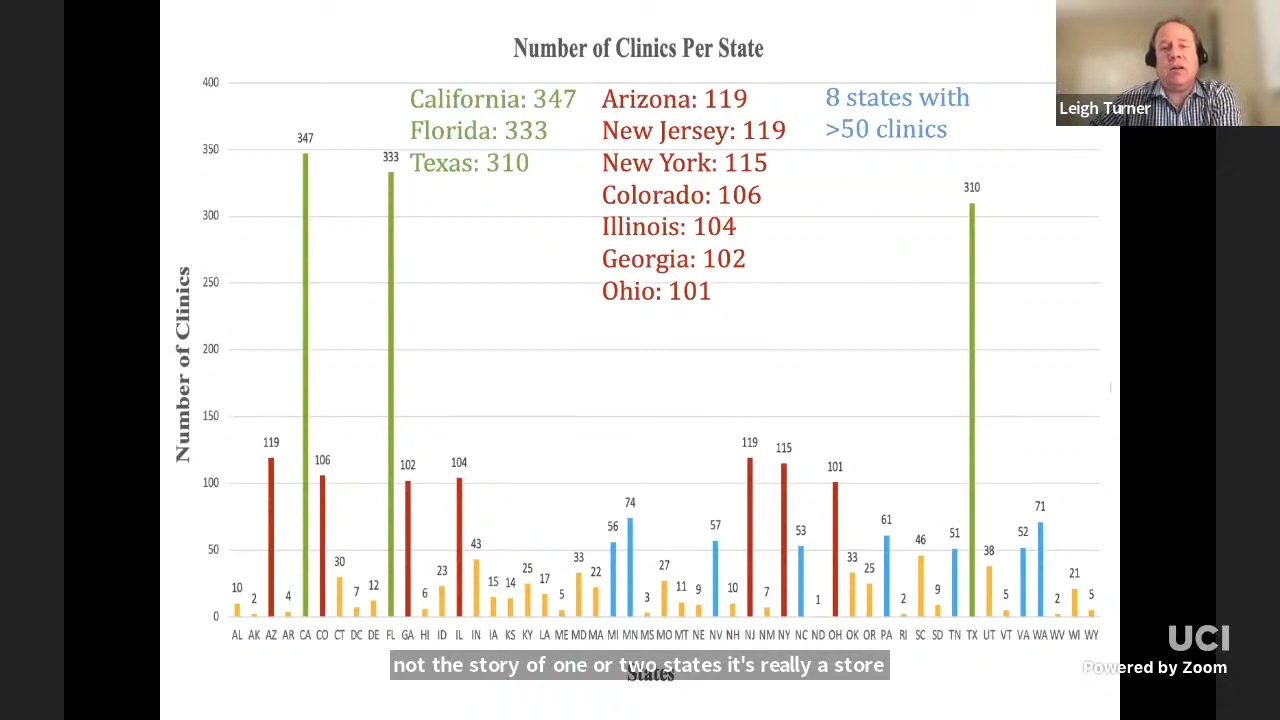 Number of Clinics Per State
Leigh Turner
California: 347
Florida: 333
Texas: 310
Arizona: 119
New Jersey: 119
New York: 115
Colorado: 106
Illinois: 104
Georgia: 102
Ohio: 101
8 states with
>50 clinics
Number of Clinics
400
350
300
250
200
150
100
50
0
10 2 119 4 347 106 30 7 12 333 102 6 23 104 43 15 14 25 17 5 33 22 56 74 3 27 11 9 57 10 119 7 115 53 1 101 33 25 61 2 46 9 51 310 38 5 52 71 2 21 5
AL AK AZ AR CA CO CT DC DE FL GA HI ID IL IN IA KS KY LA ME MD MA MI MN MS MO MT NE NV NH NJ NM NY NC ND OH OK OR PA RI SC SD TN TX UT VT VA WA WV WI WY
States
not the story of one or two states it's really a store
UCI
Powered by Zoom